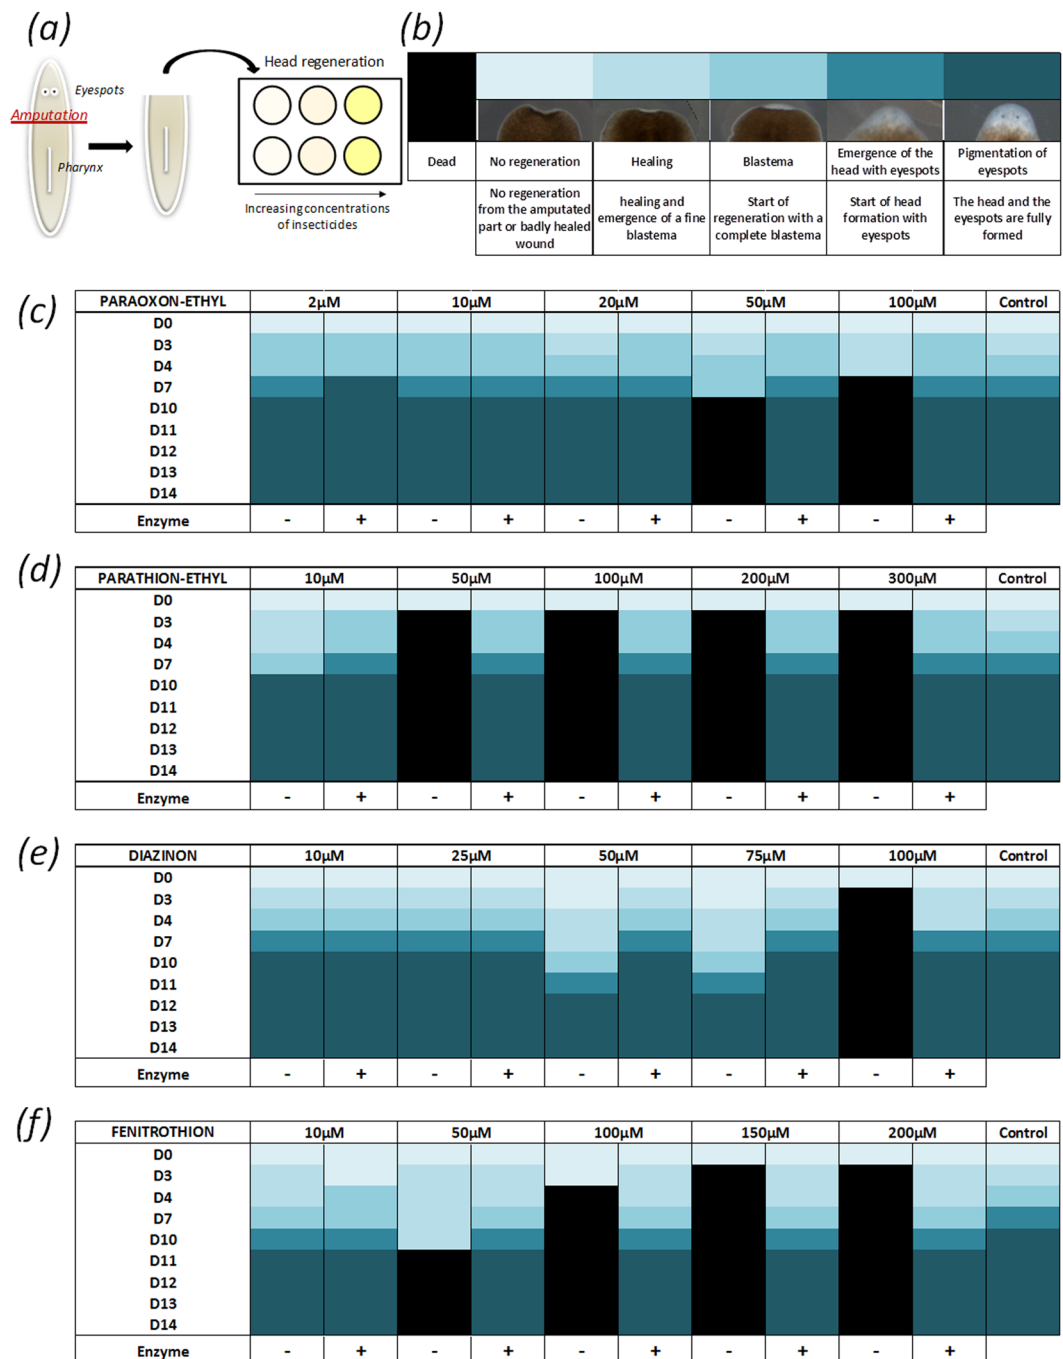 (a)
Eyespots
Amputation
Pharynx
Head regeneration
Increasing concentrations
of insecticides
(b)
Dead
No regeneration
Healing
Blastema
Emergence of the
head with eyespots
Pigmentation of
eyespots
No regeneration
from the amputated
part or badly healed
wound
healing and
emergence of a fine
blastema
Start of
regeneration with a
complete blastema
Start of head
formation with
eyespots
The head and the
eyespots are fully
formed
(c)
PARAOXON-ETHYL 2µM 10µM 20µM 50µM 100µM Control
D0
D3
D4
D7
D10
D11
D12
D13
D14
Enzyme - + - + - + - + - +
(d)
PARATHION-ETHYL 10µM 50µM 100µM 200µM 300µM Control
D0
D3
D4
D7
D10
D11
D12
D13
D14
Enzyme - + - + - + - + - +
(e)
DIAZINON 10µM 25µM 50µM 75µM 100µM Control
D0
D3
D4
D7
D10
D11
D12
D13
D14
Enzyme - + - + - + - + - +
(f)
FENITROTHION 10µM 50µM 100µM 150µM 200µM Control
D0
D3
D4
D7
D10
D11
D12
D13
D14
Enzyme - + - + - + - + - +